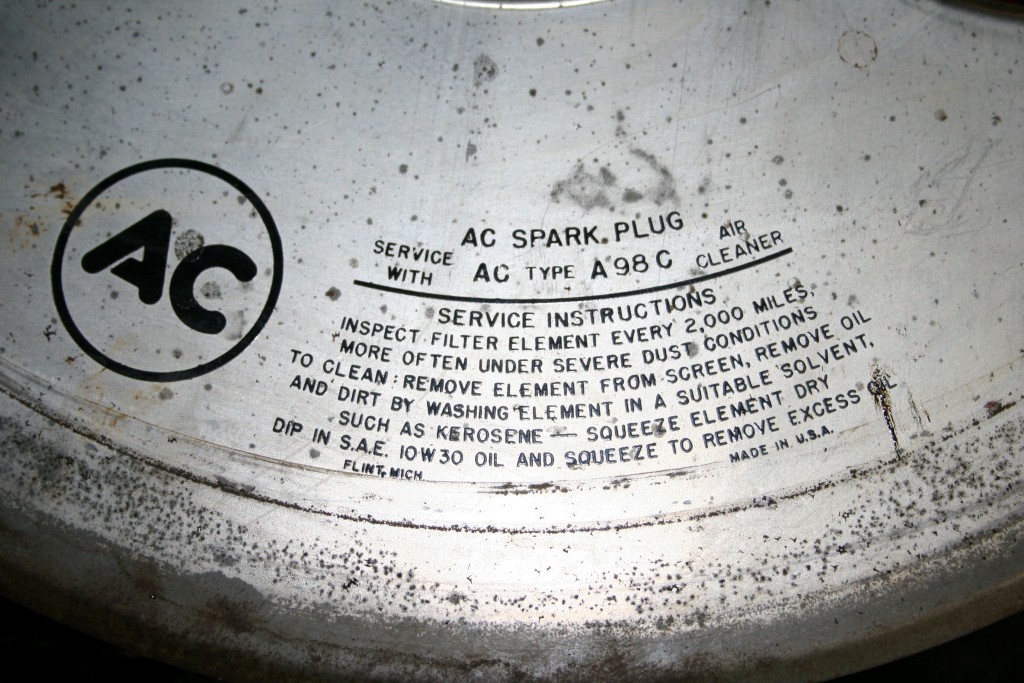 AC
AC SPARK PLUG
SERVICE WITH AC TYPE A98C AIR CLEANER
SERVICE INSTRUCTIONS
INSPECT FILTER ELEMENT EVERY 2,000 MILES,
MORE OFTEN UNDER SEVERE DUST CONDITIONS
TO CLEAN: REMOVE ELEMENT FROM SCREEN, REMOVE OIL
AND DIRT BY WASHING ELEMENT IN A SUITABLE SOLVENT,
SUCH AS KEROSENE — SQUEEZE ELEMENT DRY
DIP IN S.A.E. 10W30 OIL AND SQUEEZE TO REMOVE EXCESS OIL
FLINT, MICH. MADE IN U.S.A.